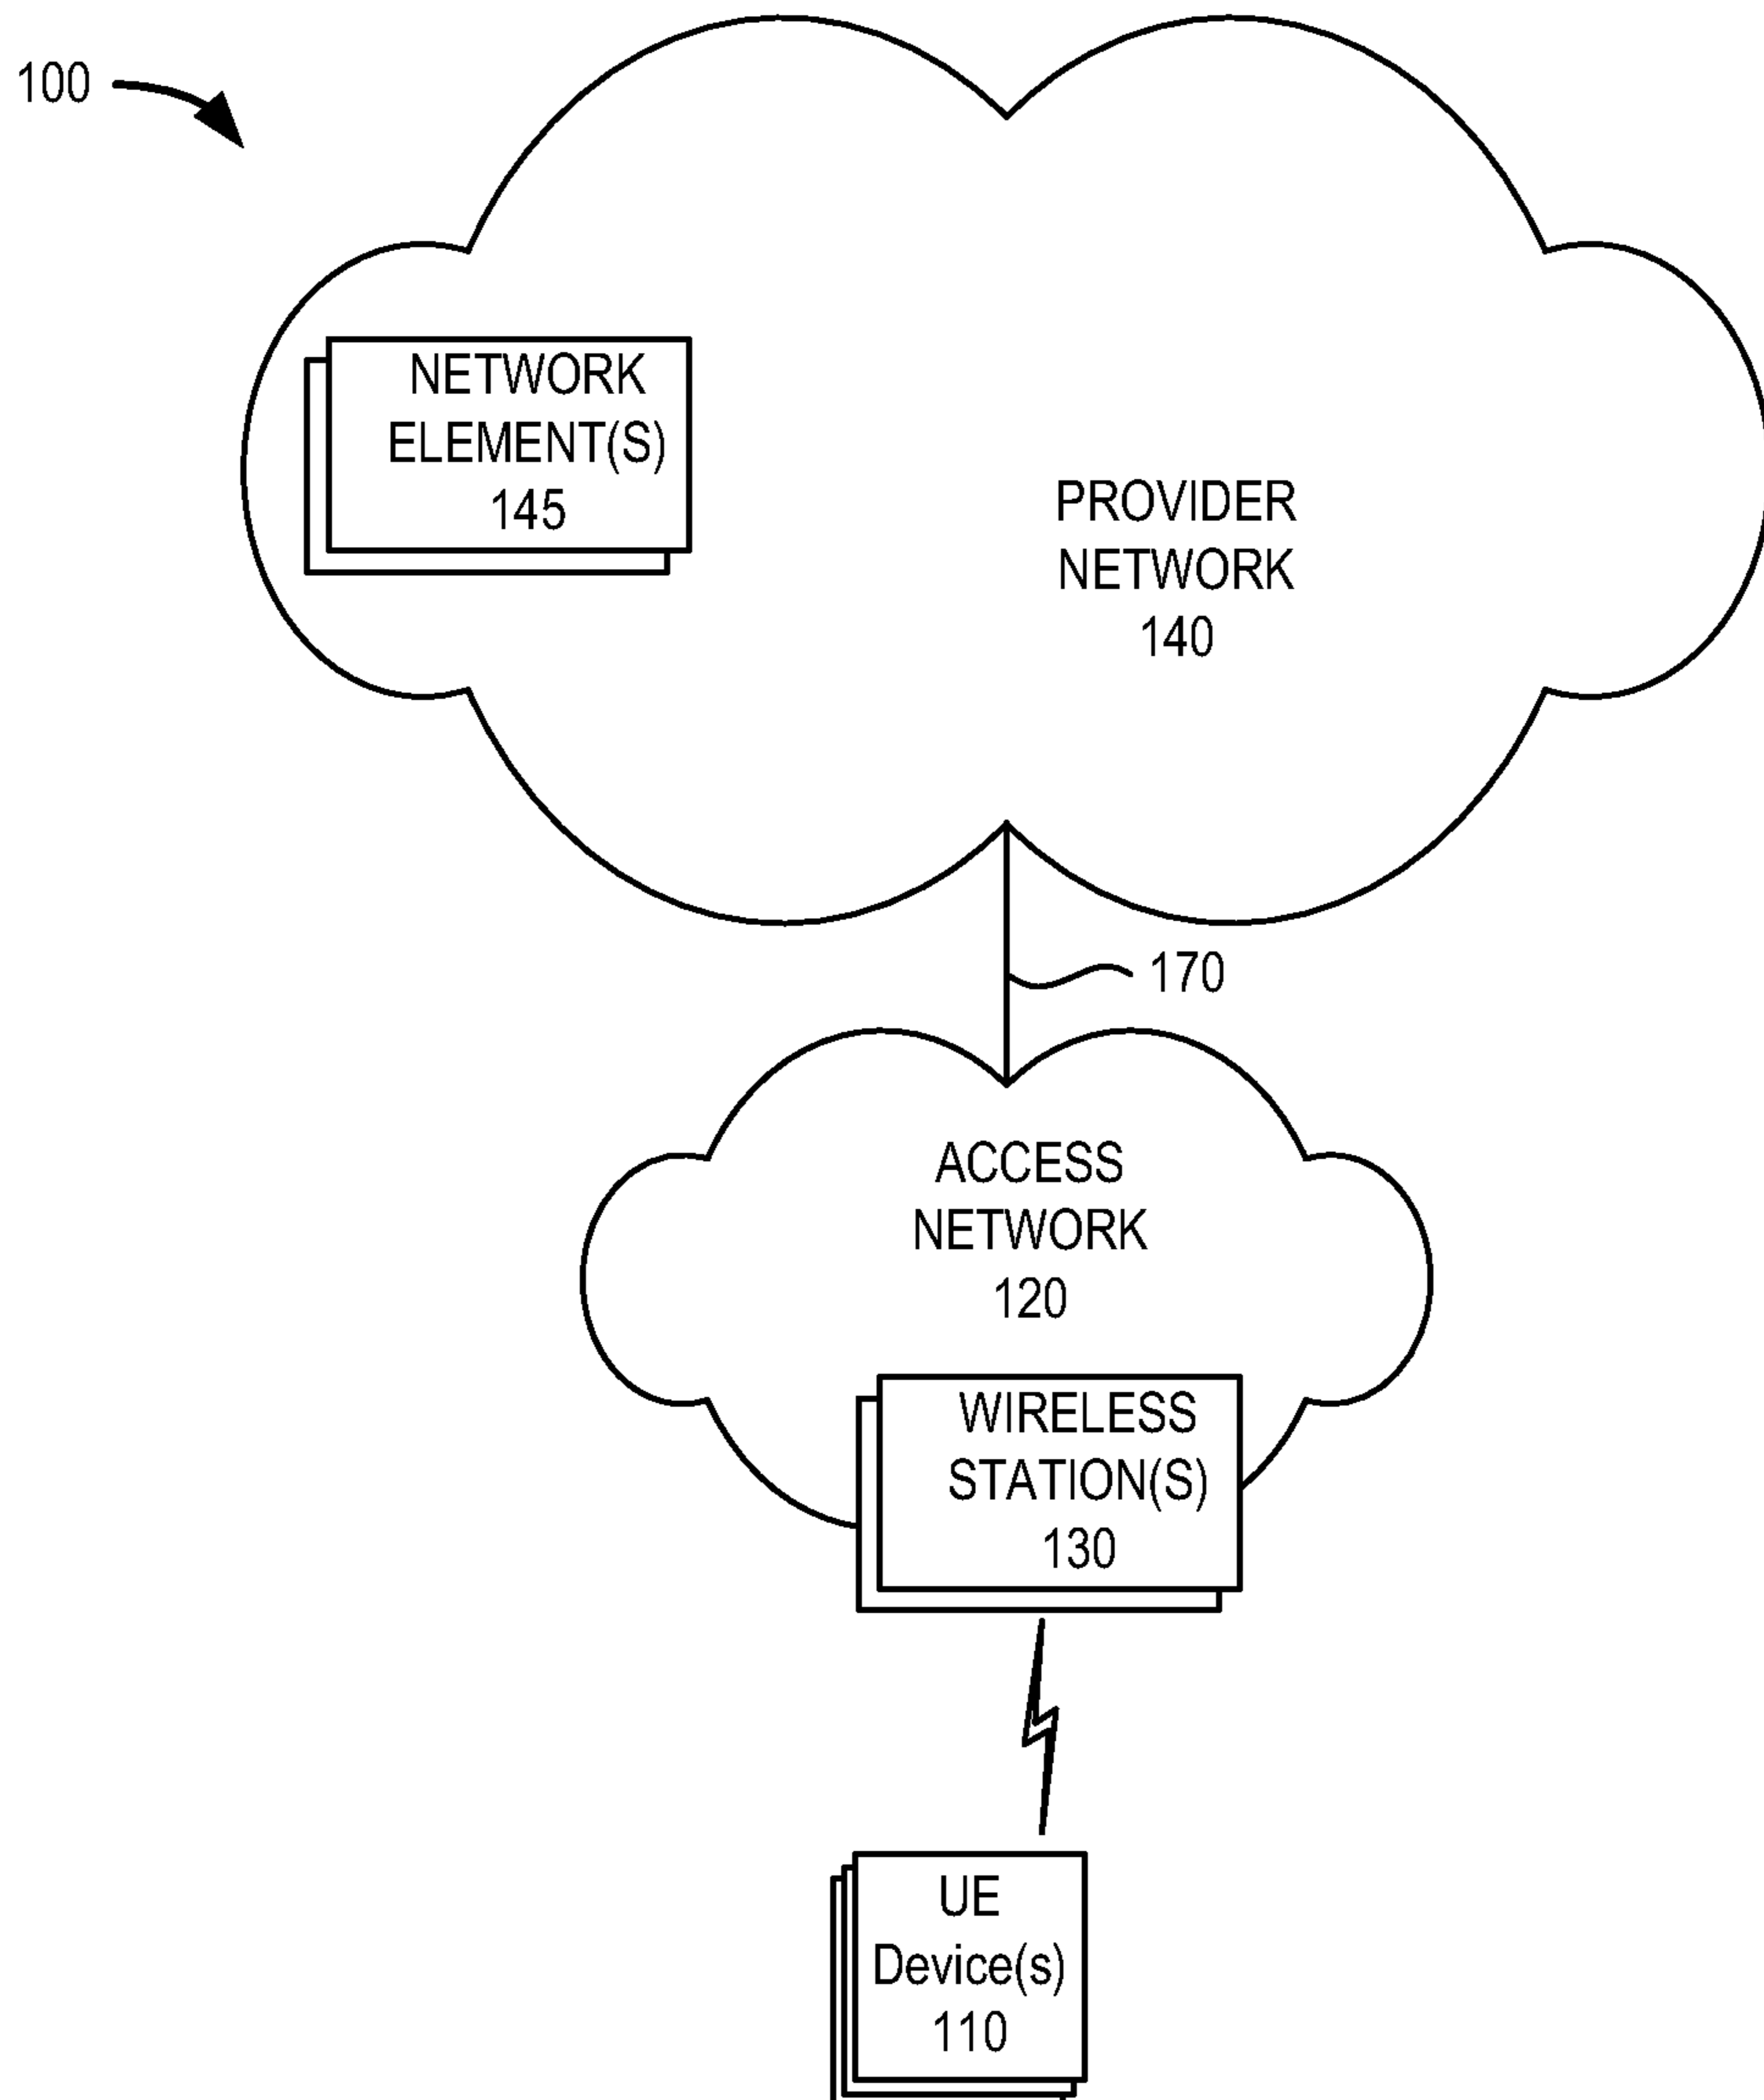 100
NETWORK
ELEMENT(S)
145
PROVIDER
NETWORK
140
170
ACCESS
NETWORK
120
WIRELESS
STATION(S)
130
UE
Device(s)
110